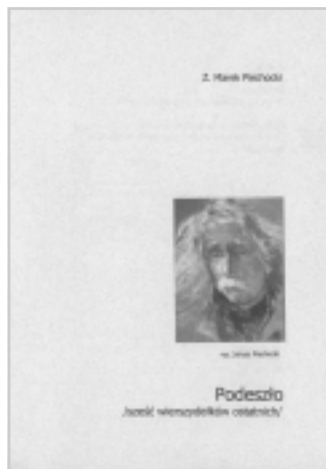 Z. Marek Piechocki
Podeszło
/sześć wierszydełków ostatnich/